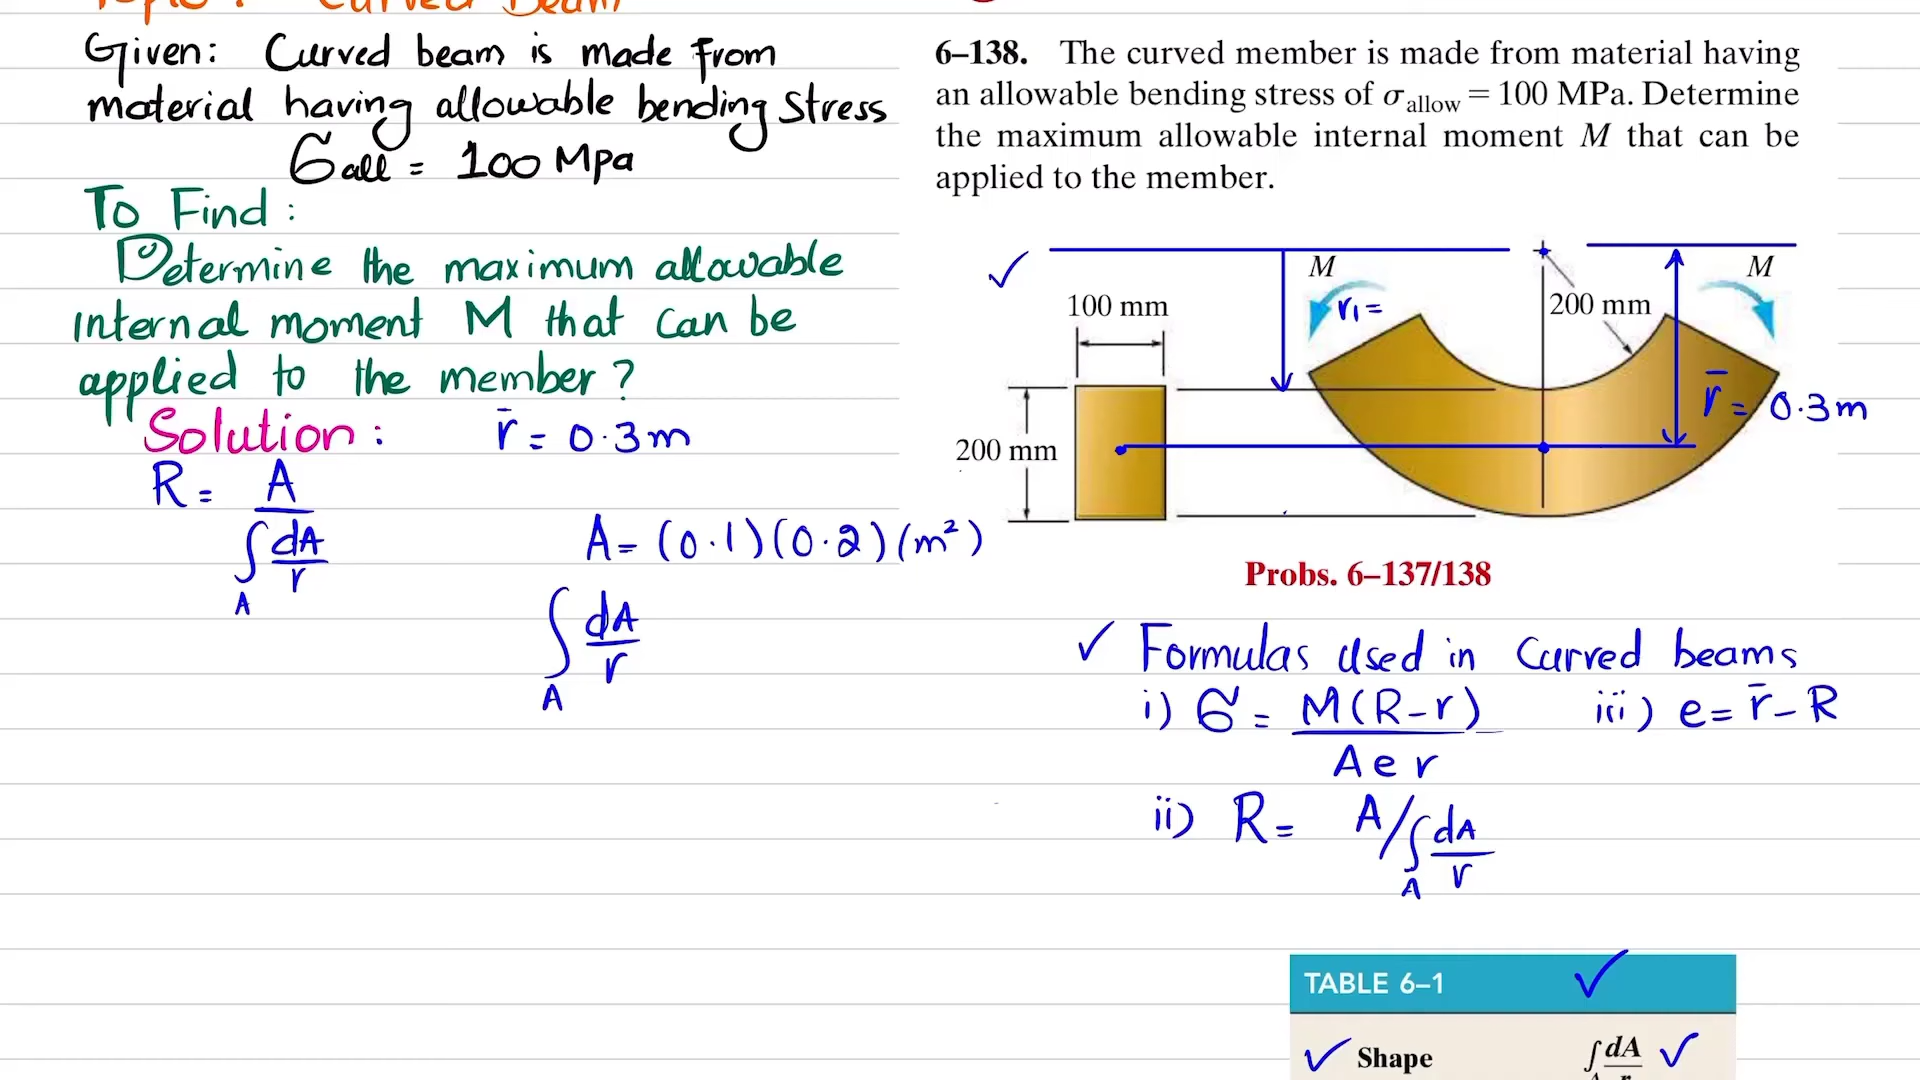 Topic : Curved Beam
Given: Curved beam is made from
material having allowable bending Stress
σall = 100 Mpa
To Find :
Determine the maximum allowable
internal moment M that can be
applied to the member ?
Solution : r̄ = 0.3m
R = A / ∫A dA/r
A = (0.1)(0.2)(m²)
∫A dA/r
6–138. The curved member is made from material having
an allowable bending stress of σallow = 100 MPa. Determine
the maximum allowable internal moment M that can be
applied to the member.
M
M
r1 =
200 mm
100 mm
r̄ = 0.3m
200 mm
Probs. 6–137/138
✓ Formulas Used in Curved beams
i) σ = M(R-r) / A e r
iii) e = r̄ - R
ii) R = A / ∫A dA/r
TABLE 6–1 ✓
✓ Shape ∫A dA/r ✓